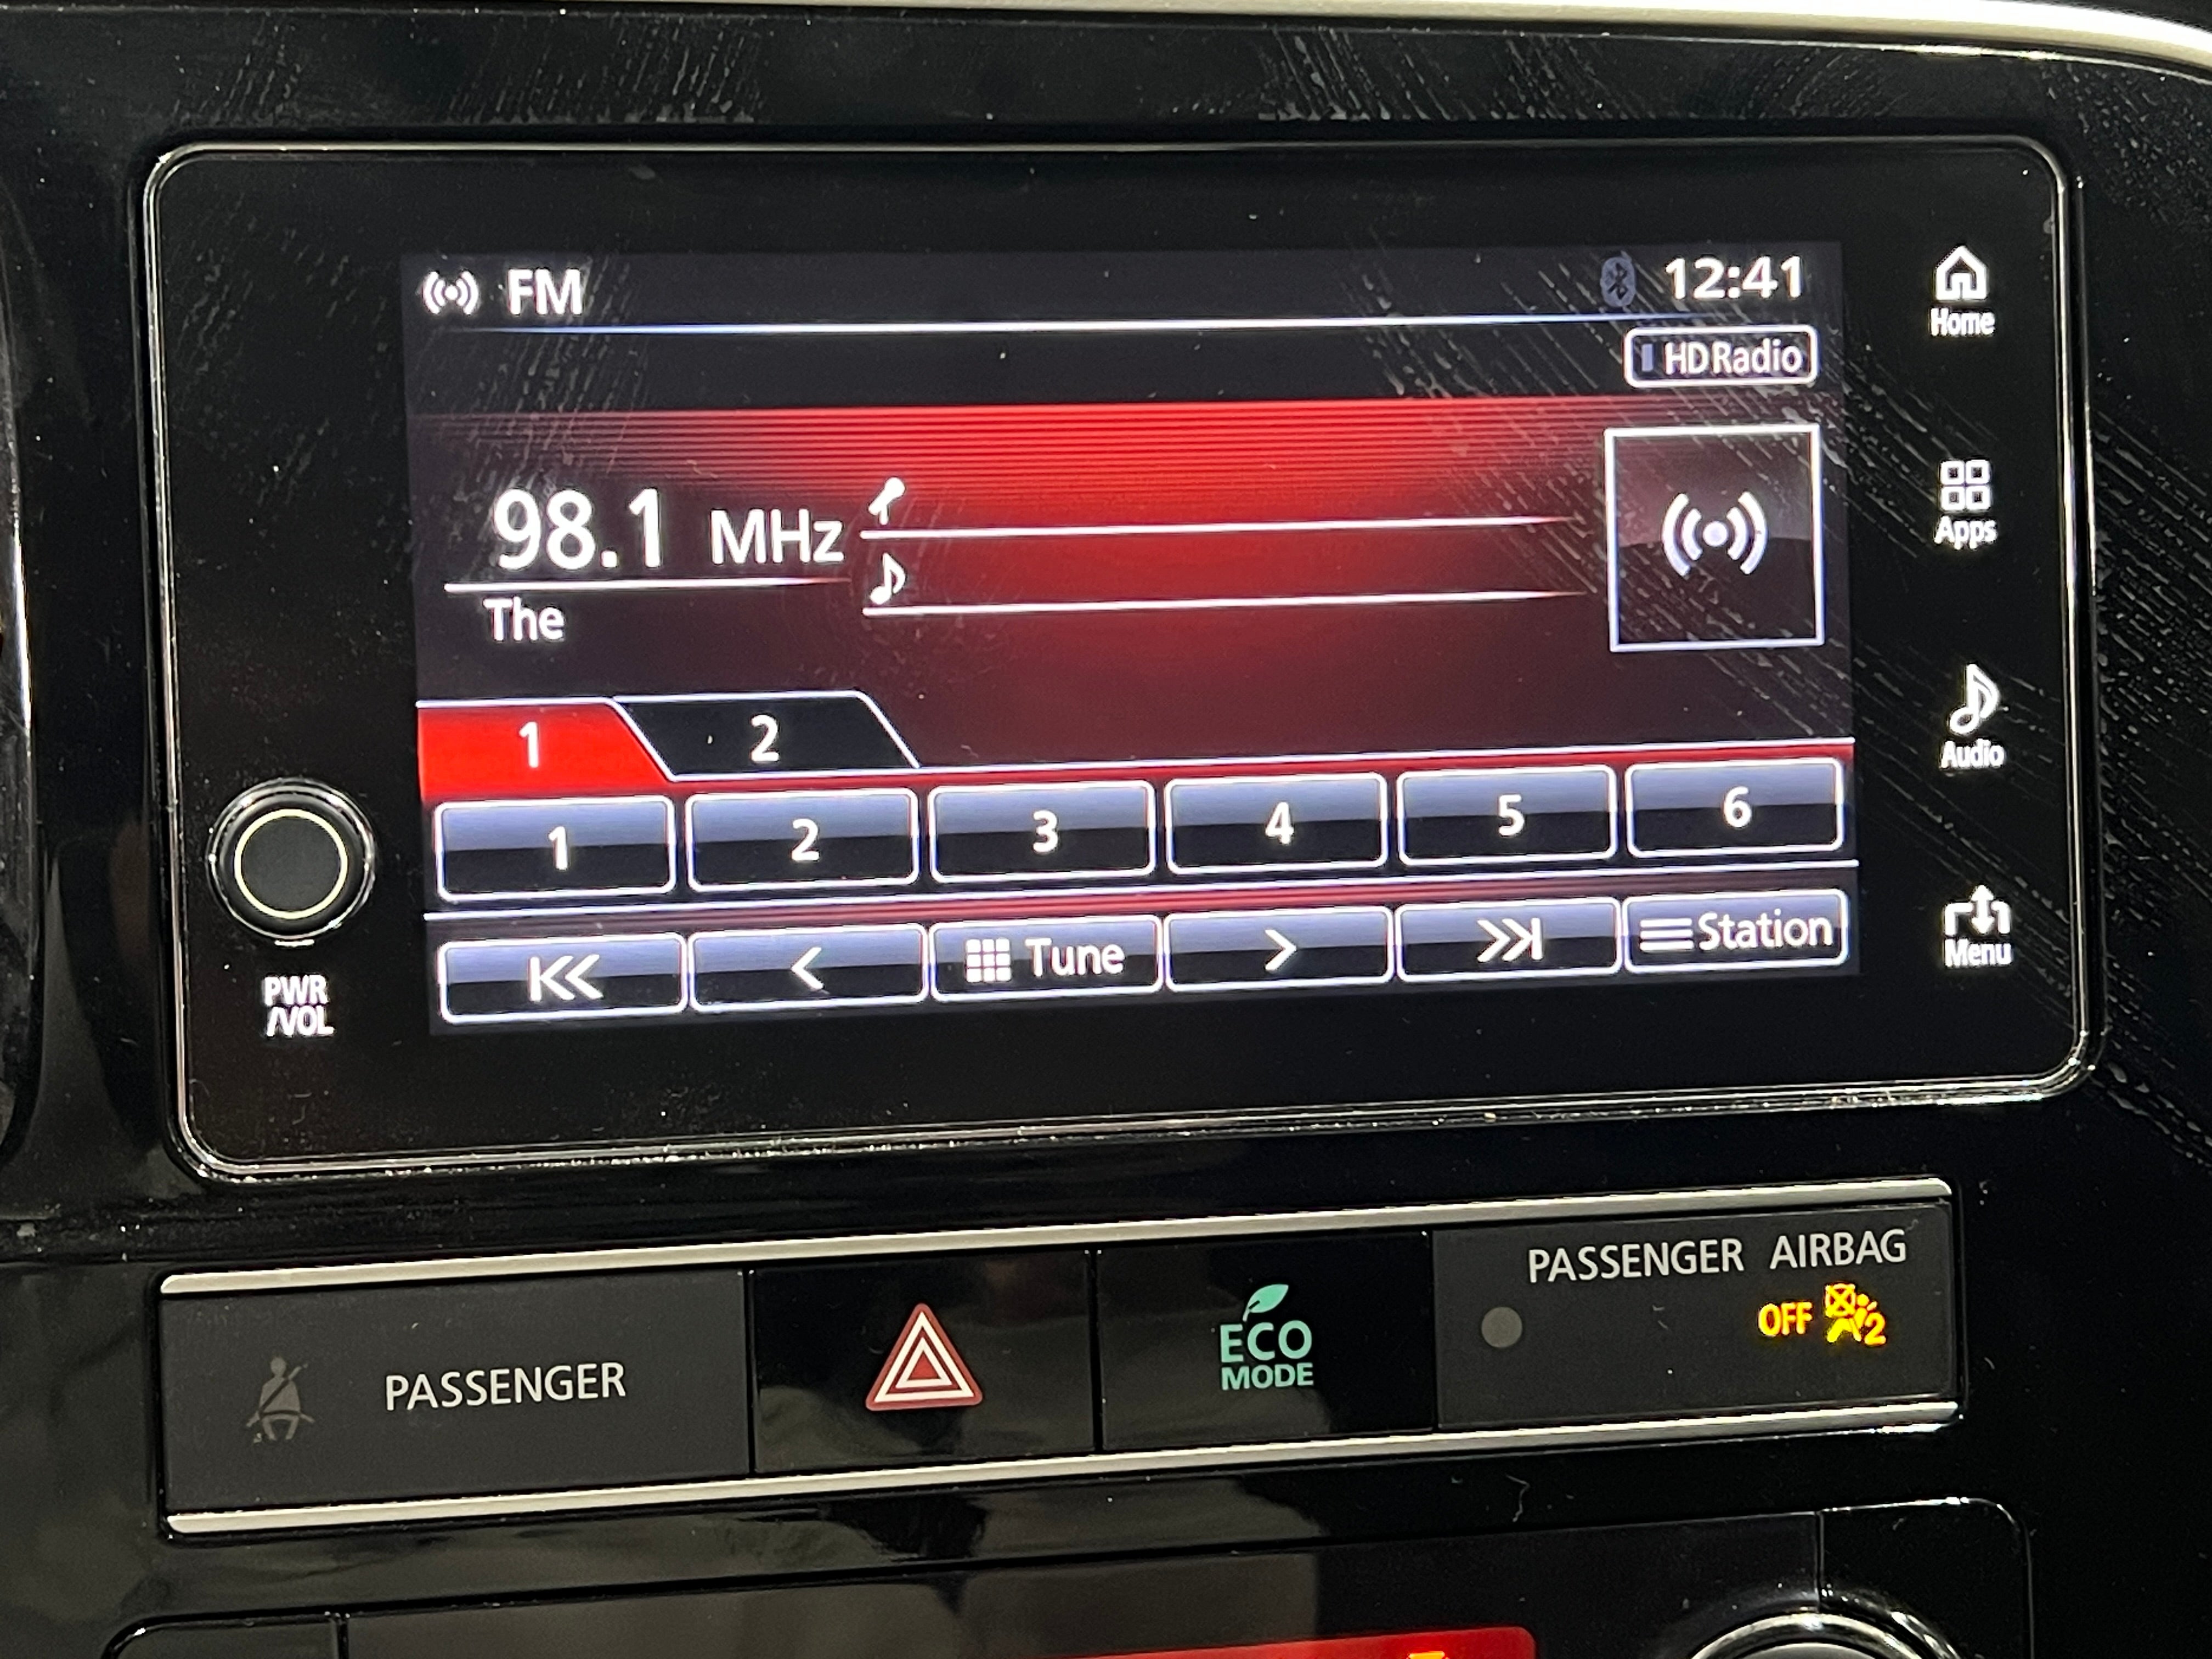 FM
12:41
HD Radio
Home
98.1 MHz
Apps
The
Audio
1 2
1 2 3 4 5 6
Tune
Station
Menu
PWR
/VOL
PASSENGER AIRBAG
OFF 2
ECO
MODE
PASSENGER